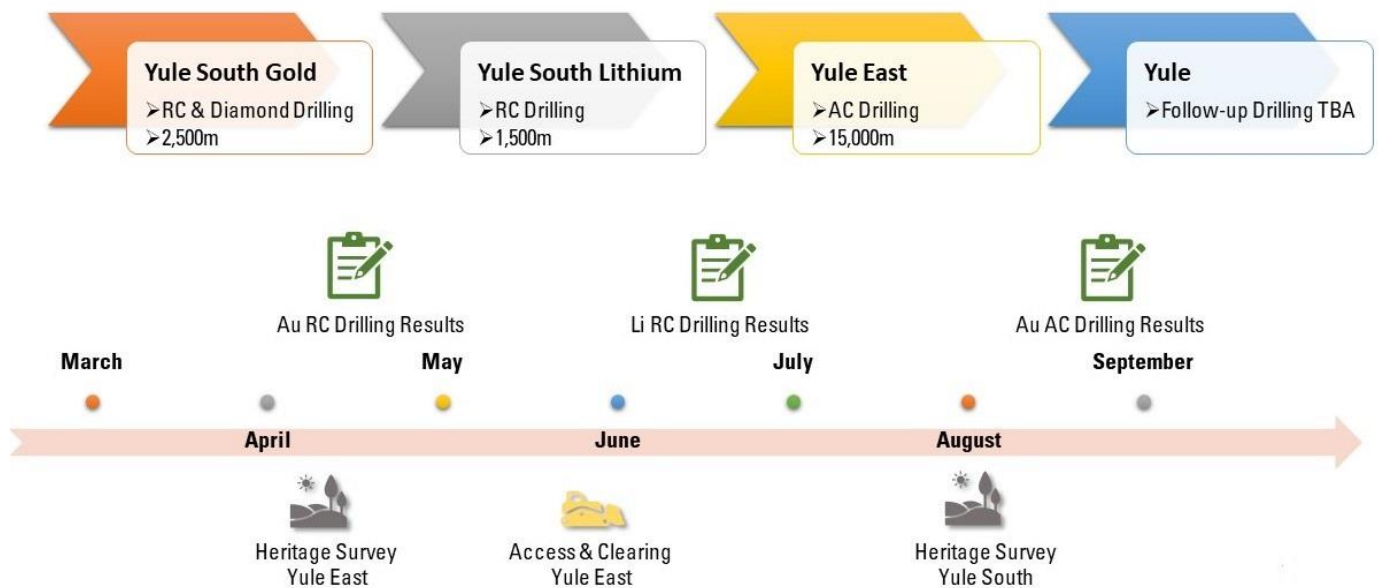 Yule South Gold
➢RC & Diamond Drilling
➢2,500m
Yule South Lithium
➢RC Drilling
➢1,500m
Yule East
➢AC Drilling
➢15,000m
Yule
➢Follow-up Drilling TBA
Au RC Drilling Results
Li RC Drilling Results
Au AC Drilling Results
March
May
July
September
April
June
August
Heritage Survey
Yule East
Access & Clearing
Yule East
Heritage Survey
Yule South